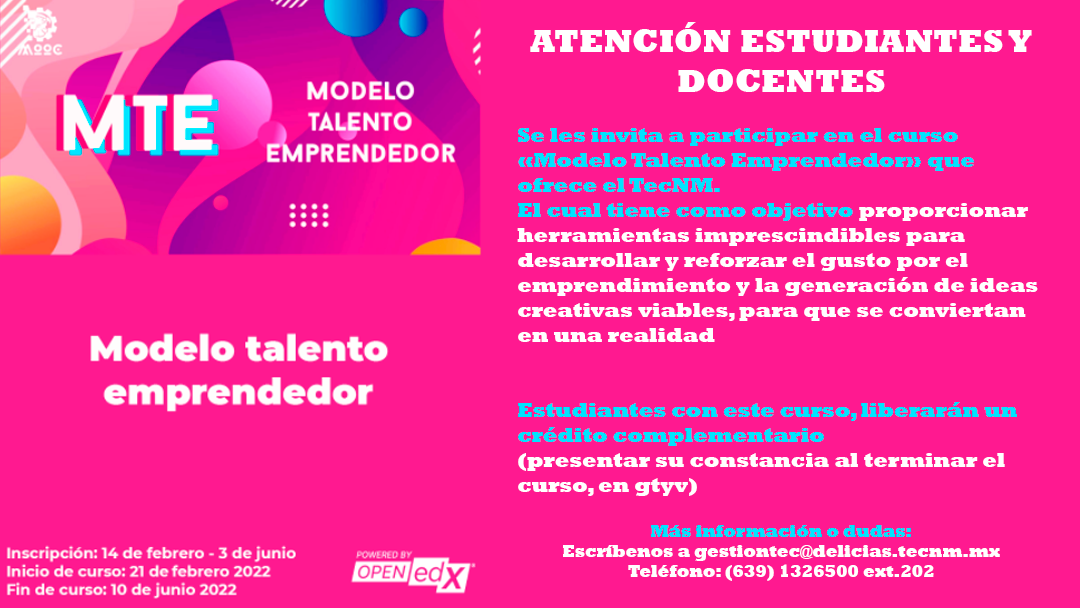 MOOC
MTE
MODELO
TALENTO
EMPRENDEDOR
Modelo talento
emprendedor
Inscripción: 14 de febrero - 3 de junio
Inicio de curso: 21 de febrero 2022
Fin de curso: 10 de junio 2022
POWERED BY
OPEN edX®
ATENCIÓN ESTUDIANTES Y
DOCENTES
Se les invita a participar en el curso
«Modelo Talento Emprendedor» que
ofrece el TecNM.
El cual tiene como objetivo proporcionar
herramientas imprescindibles para
desarrollar y reforzar el gusto por el
emprendimiento y la generación de ideas
creativas viables, para que se conviertan
en una realidad
Estudiantes con este curso, liberarán un
crédito complementario
(presentar su constancia al terminar el
curso, en gtyv)
Más información o dudas:
Escríbenos a gestiontec@delicias.tecnm.mx
Teléfono: (639) 1326500 ext.202